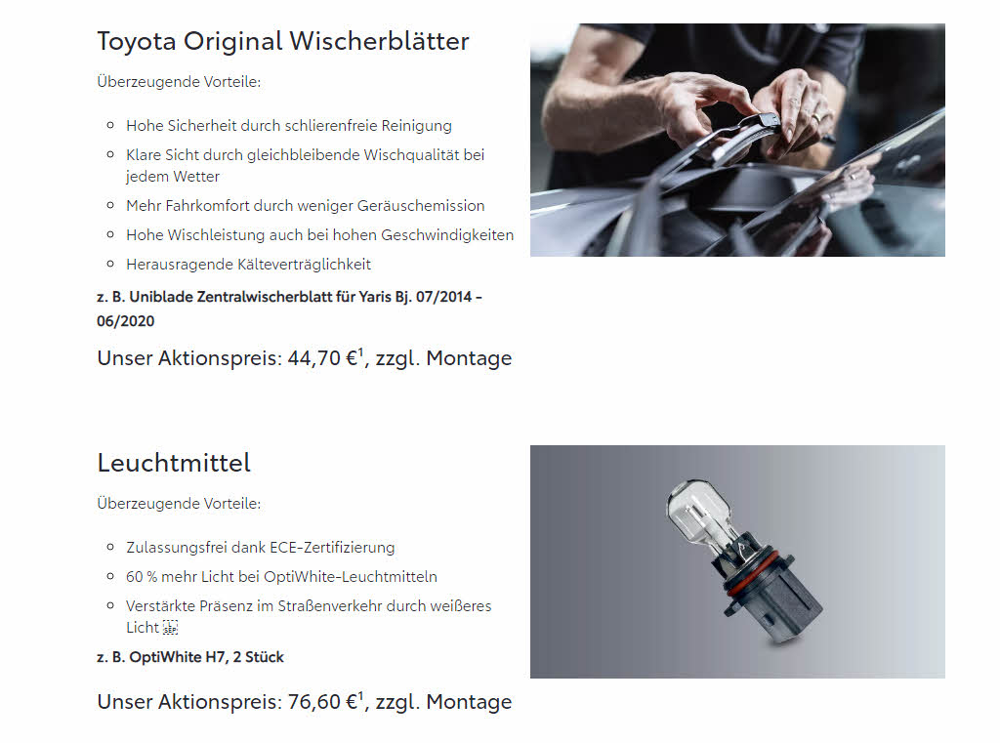 Toyota Original Wischerblätter
Überzeugende Vorteile:
Hohe Sicherheit durch schlierenfreie Reinigung
Klare Sicht durch gleichbleibende Wischqualität bei
jedem Wetter
Mehr Fahrkomfort durch weniger Geräuschemission
Hohe Wischleistung auch bei hohen Geschwindigkeiten
Herausragende Kälteverträglichkeit
z. B. Uniblade Zentralwischerblatt für Yaris Bj. 07/2014 -
06/2020
Unser Aktionspreis: 44,70 €¹, zzgl. Montage
Leuchtmittel
Überzeugende Vorteile:
Zulassungsfrei dank ECE-Zertifizierung
60 % mehr Licht bei OptiWhite-Leuchtmitteln
Verstärkte Präsenz im Straßenverkehr durch weißeres
Licht L SEP
z. B. OptiWhite H7, 2 Stück
Unser Aktionspreis: 76,60 €¹, zzgl. Montage